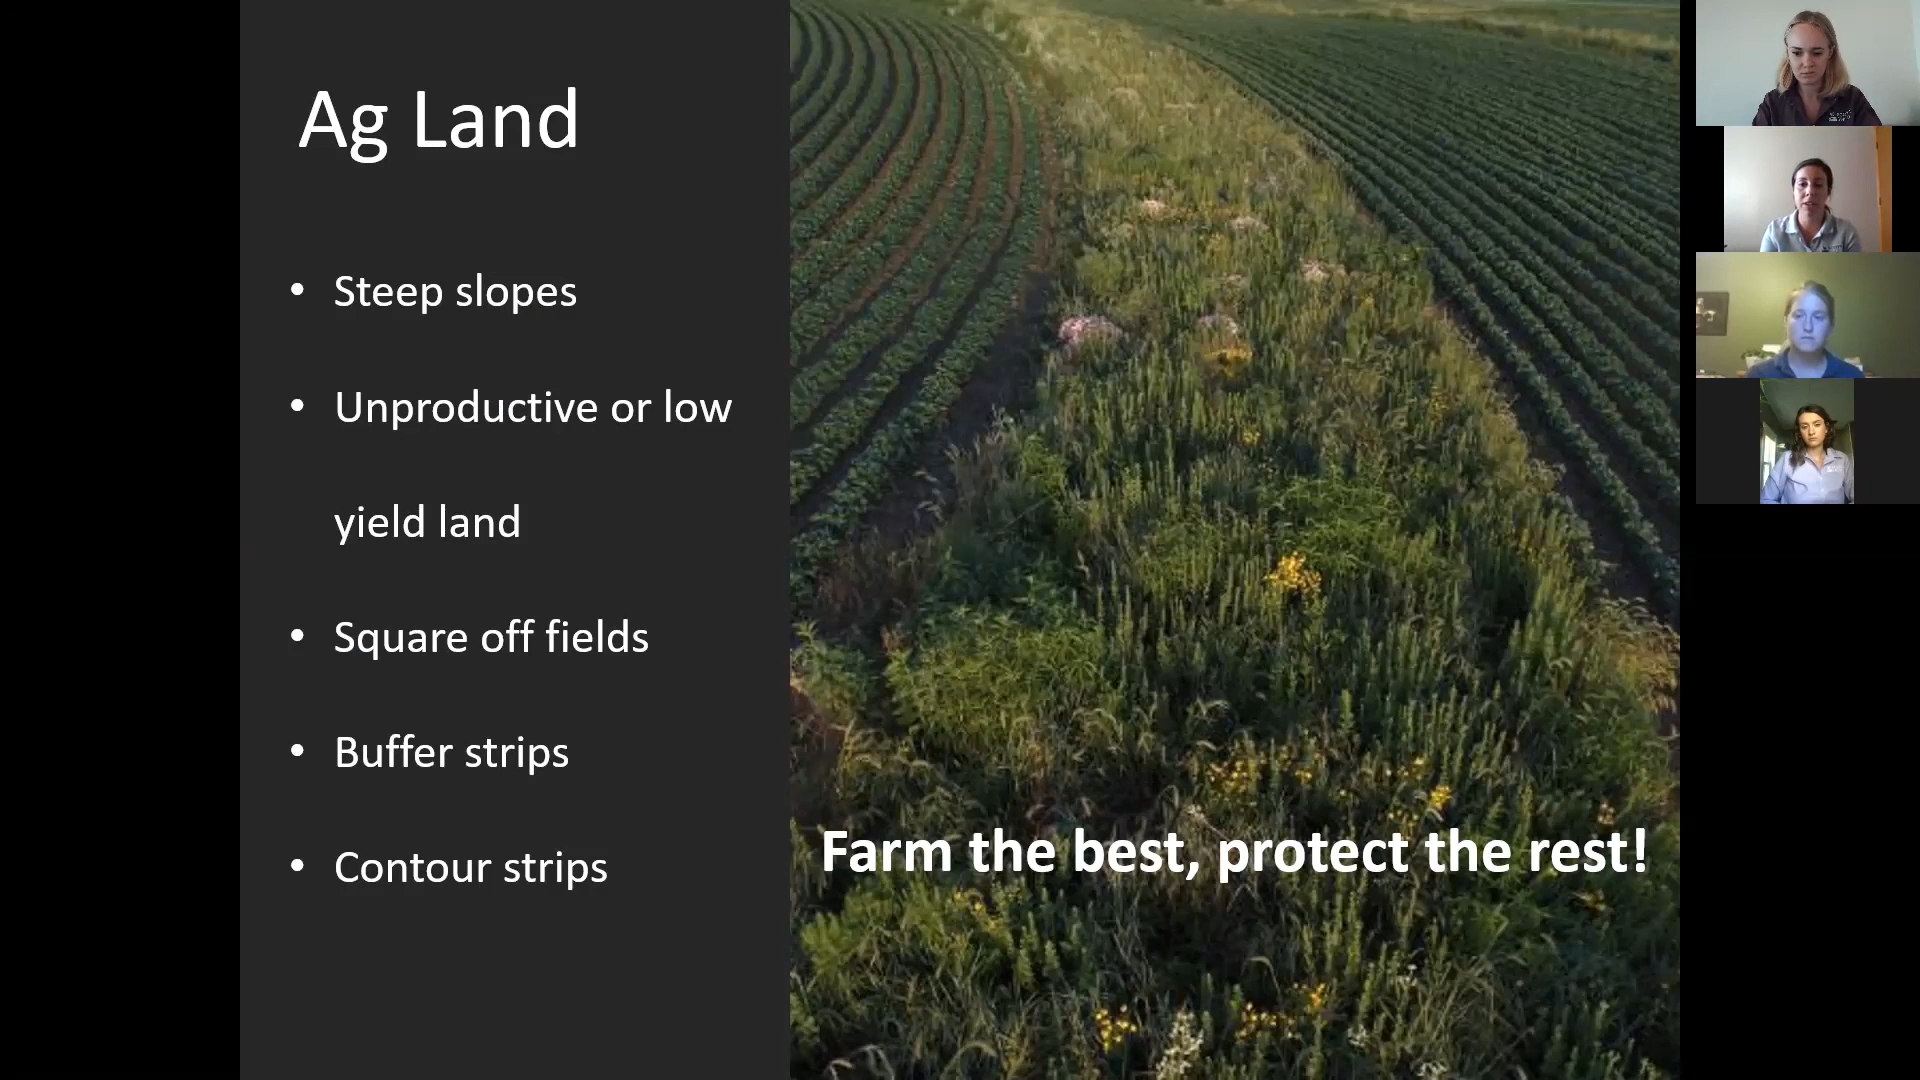 Ag Land
• Steep slopes
• Unproductive or low
yield land
• Square off fields
• Buffer strips
• Contour strips
Farm the best, protect the rest!